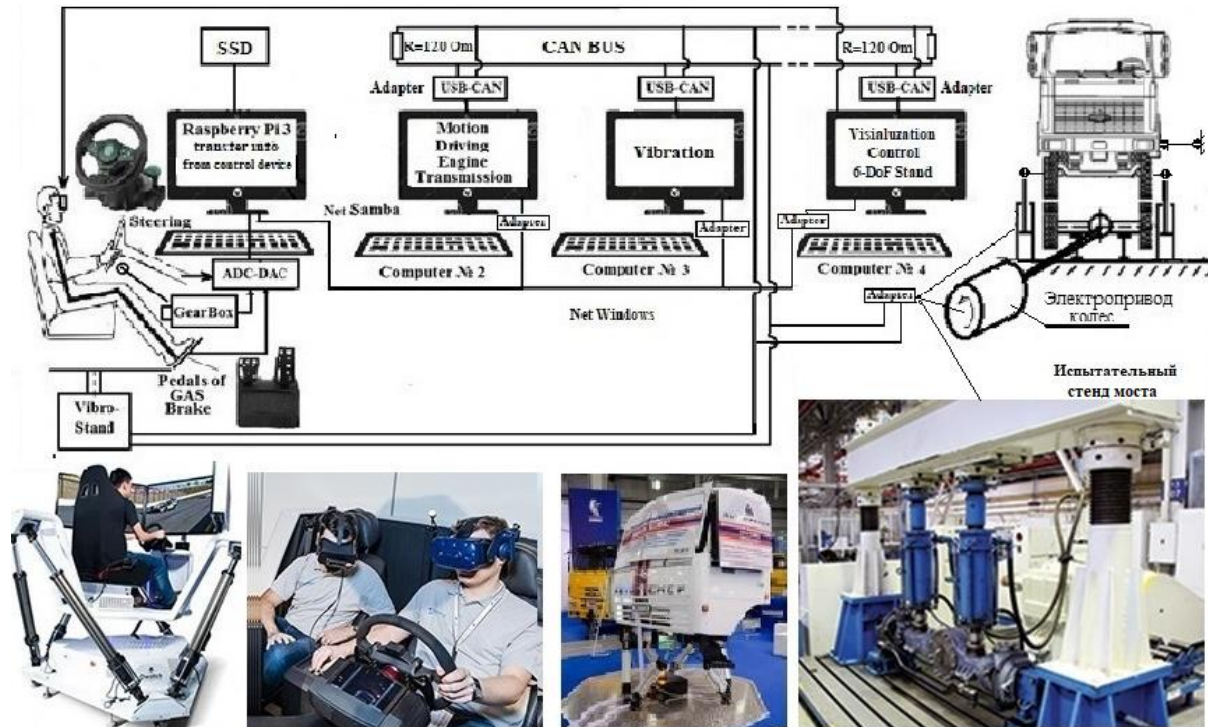 SSD
R=120 Om
CAN BUS
R=120 Om
Adapter
USB-CAN
USB-CAN
USB-CAN
Adapter
Raspberry Pi 3
transfer info
from control device
Motion
Driving
Engine
Transmission
Vibration
Visialuzation
Control
6-DoF Stand
Steering
Net Samba
Adapter
Adapter
Adapter
ADC-DAC
Computer № 2
Computer № 3
Computer № 4
GearBox
Net Windows
Adapter
Электропривод
колес
Pedals of
GAS
Brake
Vibro-
Stand
Испытательный
стенд моста